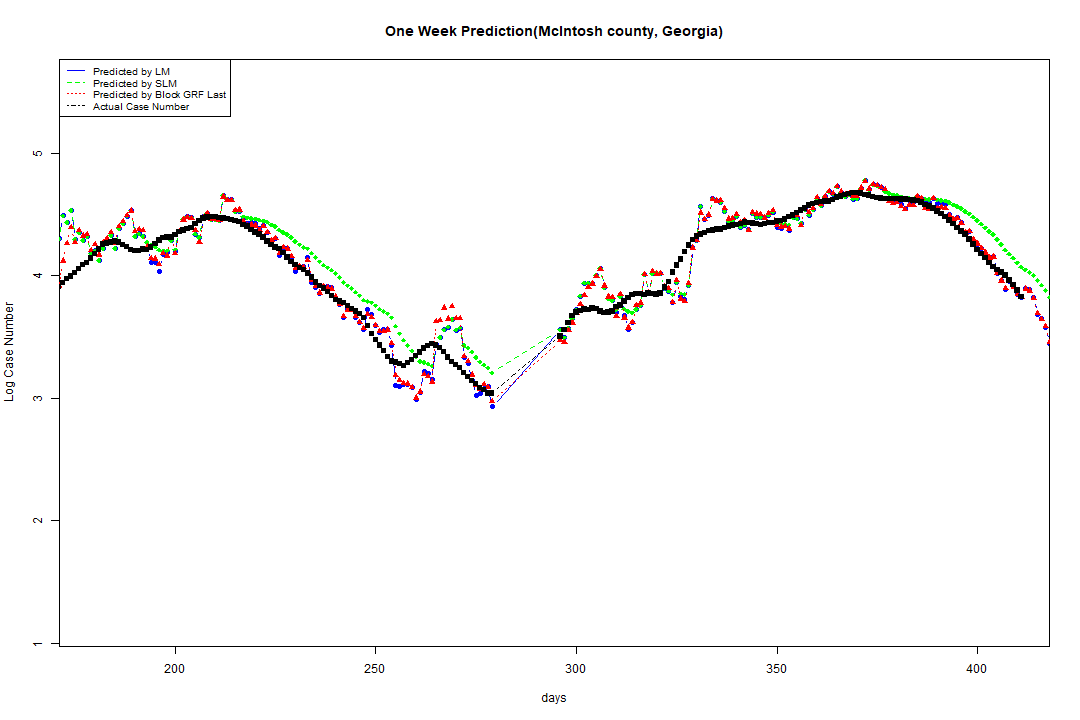 One Week Prediction(McIntosh county, Georgia)
Predicted by LM
Predicted by SLM
Predicted by Block GRF Last
Actual Case Number
5
4
3
2
1
Log Case Number
200 250 300 350 400
days